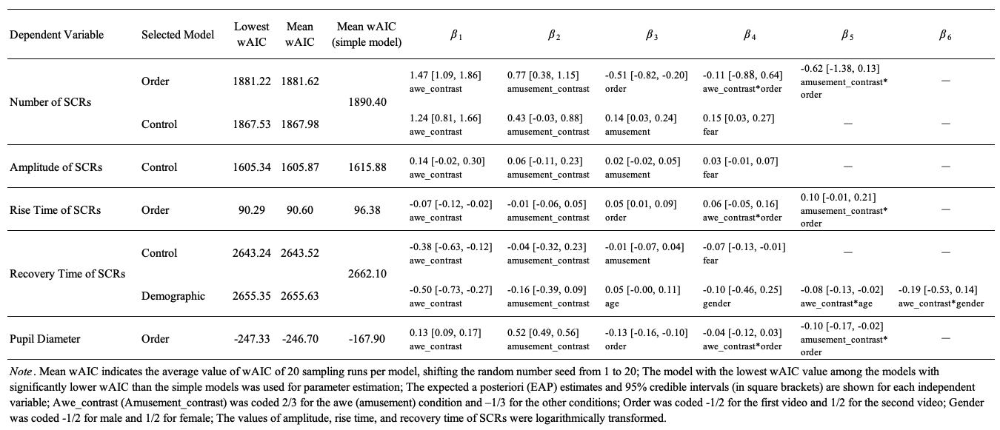 Dependent Variable Selected Model Lowest wAIC Mean wAIC Mean wAIC (simple model) β1 β2 β3 β4 β5 β6
Number of SCRs
Order 1881.22 1881.62 1890.40 1.47 [1.09, 1.86] awe_contrast 0.77 [0.38, 1.15] amusement_contrast -0.51 [-0.82, -0.20] order -0.11 [-0.88, 0.64] awe_contrast*order -0.62 [-1.38, 0.13] amusement_contrast* order —
Control 1867.53 1867.98 1.24 [0.81, 1.66] awe_contrast 0.43 [-0.03, 0.88] amusement_contrast 0.14 [0.03, 0.24] amusement 0.15 [0.03, 0.27] fear — —
Amplitude of SCRs Control 1605.34 1605.87 1615.88 0.14 [-0.02, 0.30] awe_contrast 0.06 [-0.11, 0.23] amusement_contrast 0.02 [-0.02, 0.05] amusement 0.03 [-0.01, 0.07] fear — —
Rise Time of SCRs Order 90.29 90.60 96.38 -0.07 [-0.12, -0.02] awe_contrast -0.01 [-0.06, 0.05] amusement_contrast 0.05 [0.01, 0.09] order 0.06 [-0.05, 0.16] awe_contrast*order 0.10 [-0.01, 0.21] amusement_contrast* order —
Recovery Time of SCRs
Control 2643.24 2643.52 2662.10 -0.38 [-0.63, -0.12] awe_contrast -0.04 [-0.32, 0.23] amusement_contrast -0.01 [-0.07, 0.04] amusement -0.07 [-0.13, -0.01] fear — —
Demographic 2655.35 2655.63 -0.50 [-0.73, -0.27] awe_contrast -0.16 [-0.39, 0.09] amusement_contrast 0.05 [-0.00, 0.11] age -0.10 [-0.46, 0.25] gender -0.08 [-0.13, -0.02] awe_contrast*age -0.19 [-0.53, 0.14] awe_contrast*gender
Pupil Diameter Order -247.33 -246.70 -167.90 0.13 [0.09, 0.17] awe_contrast 0.52 [0.49, 0.56] amusement_contrast -0.13 [-0.16, -0.10] order -0.04 [-0.12, 0.03] awe_contrast*order -0.10 [-0.17, -0.02] amusement_contrast* order —
Note. Mean wAIC indicates the average value of wAIC of 20 sampling runs per model, shifting the random number seed from 1 to 20; The model with the lowest wAIC value among the models with
significantly lower wAIC than the simple models was used for parameter estimation; The expected a posteriori (EAP) estimates and 95% credible intervals (in square brackets) are shown for each independent
variable; Awe_contrast (Amusement_contrast) was coded 2/3 for the awe (amusement) condition and –1/3 for the other conditions; Order was coded -1/2 for the first video and 1/2 for the second video; Gender
was coded -1/2 for male and 1/2 for female; The values of amplitude, rise time, and recovery time of SCRs were logarithmically transformed.